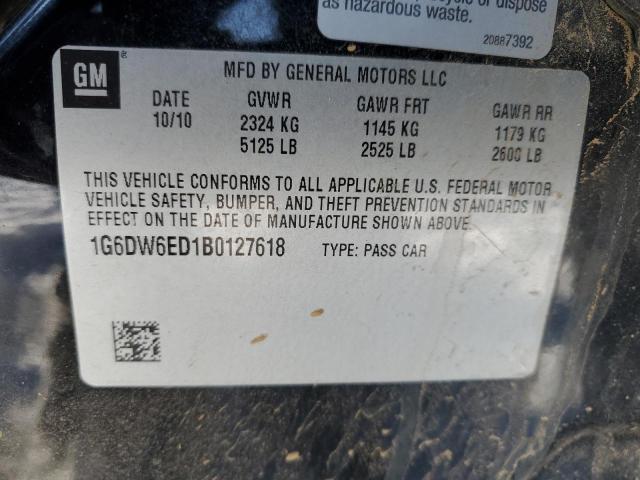 cycle or dispose
as hazardous waste.
20887392
GM
MFD BY GENERAL MOTORS LLC
DATE GVWR GAWR FRT GAWR RR
10/10 2324 KG 1145 KG 1179 KG
5125 LB 2525 LB 2600 LB
THIS VEHICLE CONFORMS TO ALL APPLICABLE U.S. FEDERAL MOTOR
VEHICLE SAFETY, BUMPER, AND THEFT PREVENTION STANDARDS IN
EFFECT ON THE DATE OF MANUFACTURE SHOWN ABOVE.
1G6DW6ED1B0127618 TYPE: PASS CAR